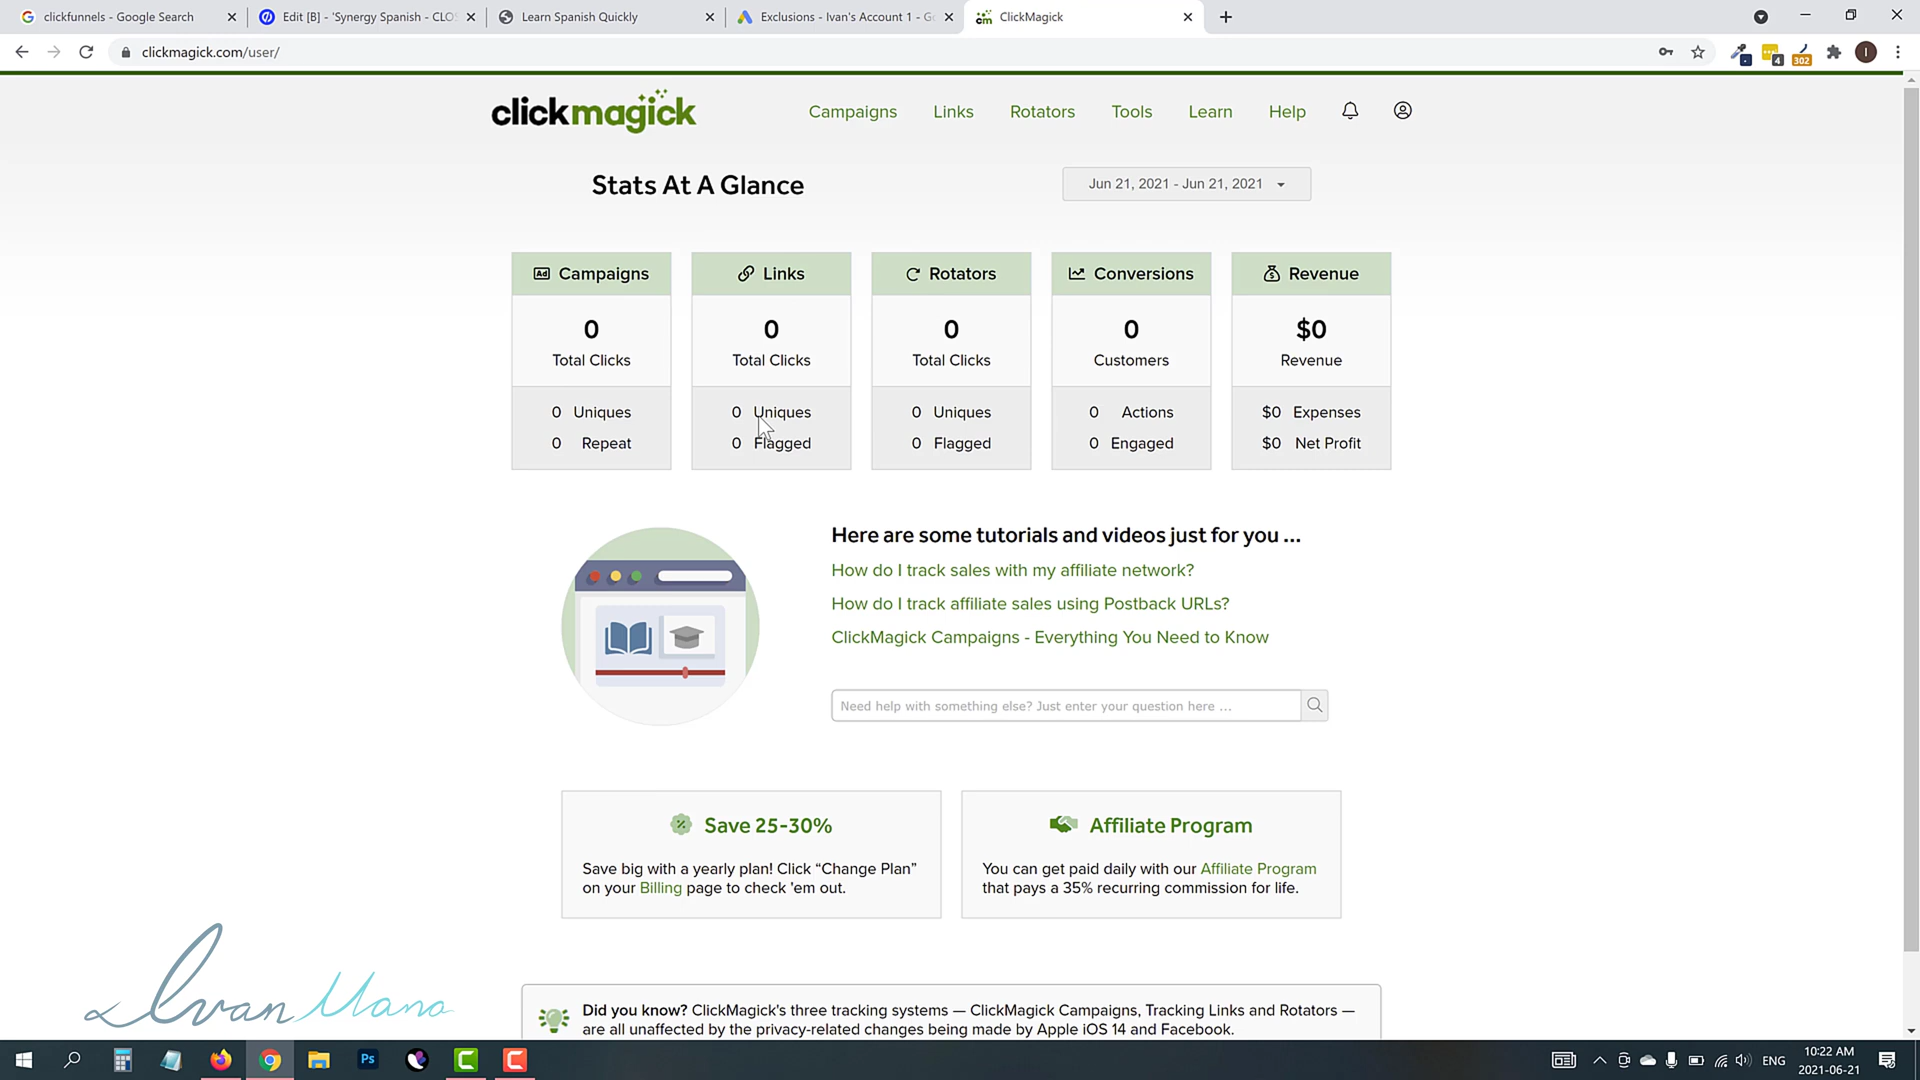 clickfunnels - Google Search
Edit [B] - 'Synergy Spanish - CLO
Learn Spanish Quickly
Exclusions - Ivan's Account 1 - Go
ClickMagick
clickmagick.com/user/
4
302
I
clickmagick
Campaigns
Links
Rotators
Tools
Learn
Help
Stats At A Glance
Jun 21, 2021 - Jun 21, 2021
Campaigns
0
Total Clicks
0 Uniques
0 Repeat
Links
0
Total Clicks
0 Uniques
0 Flagged
Rotators
0
Total Clicks
0 Uniques
0 Flagged
Conversions
0
Customers
0 Actions
0 Engaged
Revenue
$0
Revenue
$0 Expenses
$0 Net Profit
Here are some tutorials and videos just for you ...
How do I track sales with my affiliate network?
How do I track affiliate sales using Postback URLs?
ClickMagick Campaigns - Everything You Need to Know
Need help with something else? Just enter your question here ...
Save 25-30%
Save big with a yearly plan! Click “Change Plan”
on your Billing page to check 'em out.
Affiliate Program
You can get paid daily with our Affiliate Program
that pays a 35% recurring commission for life.
Did you know? ClickMagick's three tracking systems — ClickMagick Campaigns, Tracking Links and Rotators —
are all unaffected by the privacy-related changes being made by Apple iOS 14 and Facebook.
Ivan Mana
Ps
ENG
10:22 AM
2021-06-21